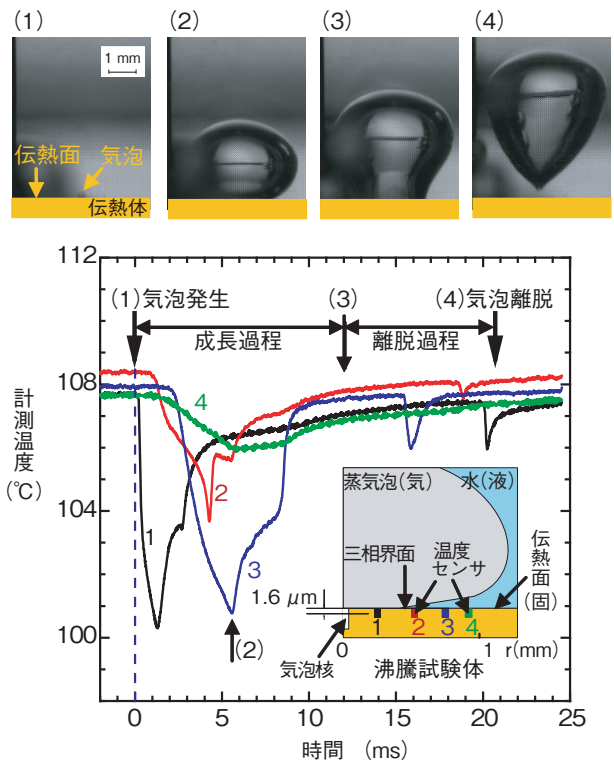 (1)
(2)
(3)
(4)
1 mm
伝熱面
気泡
伝熱体
112
108
104
100
計測温度
(℃)
(1)気泡発生
(3)
(4)気泡離脱
成長過程
離脱過程
4
2
1
3
(2)
蒸気泡(気)
水(液)
三相界面
温度
センサ
伝熱面(固)
1.6 μm
1
2
3
4
0
1
r(mm)
気泡核
沸騰試験体
0
5
10
15
20
25
時間 (ms)